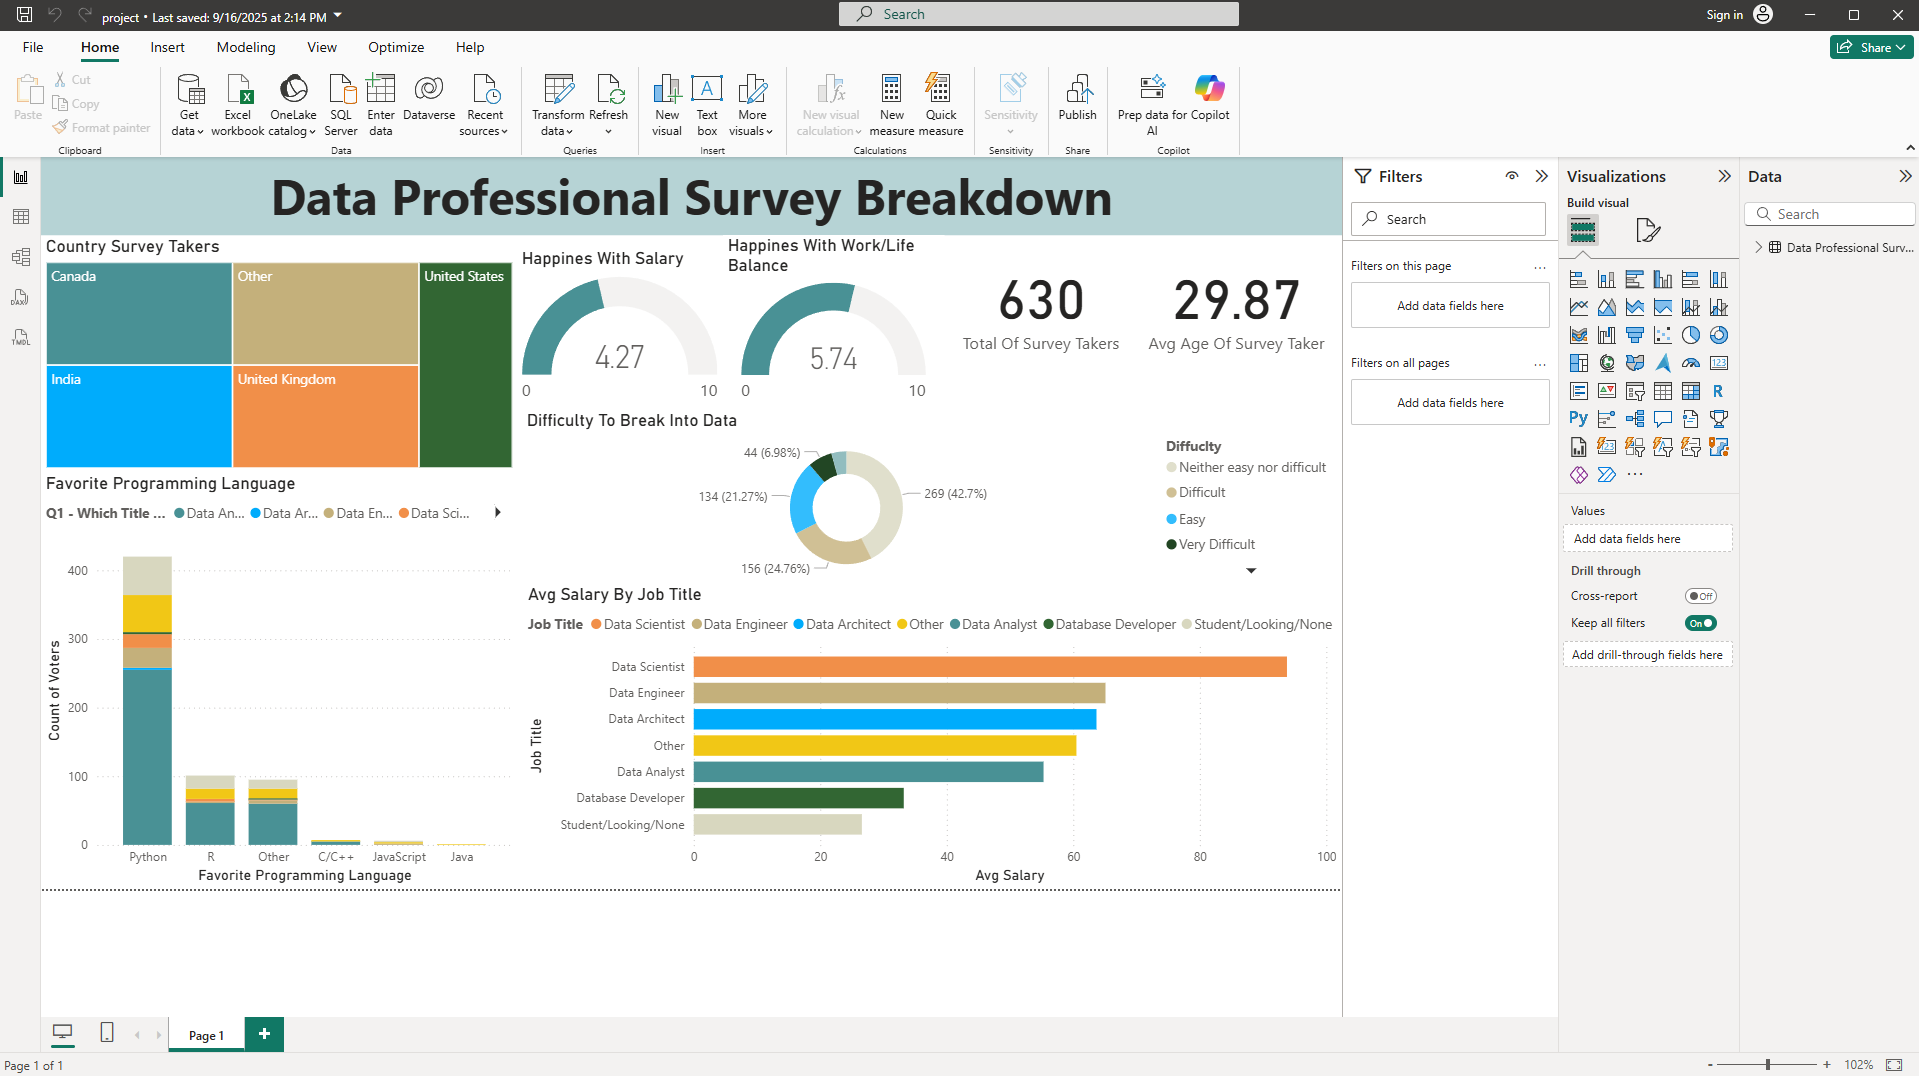 project • Last saved: 9/16/2025 at 2:14 PM
Search
Sign in
File Home Insert Modeling View Optimize Help
Share
Paste
Cut
Copy
Format painter
Clipboard
Get data
Excel workbook
OneLake catalog
SQL Server
Enter data
Dataverse
Recent sources
Data
Transform data
Refresh
Queries
New visual
Text box
More visuals
Insert
New visual calculation
New measure
Quick measure
Calculations
Sensitivity
Sensitivity
Publish
Share
Prep data for AI
Copilot
Copilot
Data Professional Survey Breakdown
Country Survey Takers
Canada
Other
United States
India
United Kingdom
Happines With Salary
4.27
0 10
Happines With Work/Life
Balance
5.74
0 10
630
Total Of Survey Takers
29.87
Avg Age Of Survey Taker
Difficulty To Break Into Data
44 (6.98%)
134 (21.27%)
269 (42.7%)
156 (24.76%)
Diffuclty
Neither easy nor difficult
Difficult
Easy
Very Difficult
Favorite Programming Language
Q1 - Which Title ... Data An... Data Ar... Data En... Data Sci...
Count of Voters
400
300
200
100
0
Python R Other C/C++ JavaScript Java
Favorite Programming Language
Avg Salary By Job Title
Job Title Data Scientist Data Engineer Data Architect Other Data Analyst Database Developer Student/Looking/None
Job Title
Data Scientist
Data Engineer
Data Architect
Other
Data Analyst
Database Developer
Student/Looking/None
0 20 40 60 80 100
Avg Salary
Filters
Search
Filters on this page ...
Add data fields here
Filters on all pages ...
Add data fields here
Visualizations
Build visual
123
R
Py
123
...
Values
Add data fields here
Drill through
Cross-report Off
Keep all filters On
Add drill-through fields here
Data
Search
Data Professional Surv...
DAX
TMDL
Page 1
+
Page 1 of 1
- + 102%